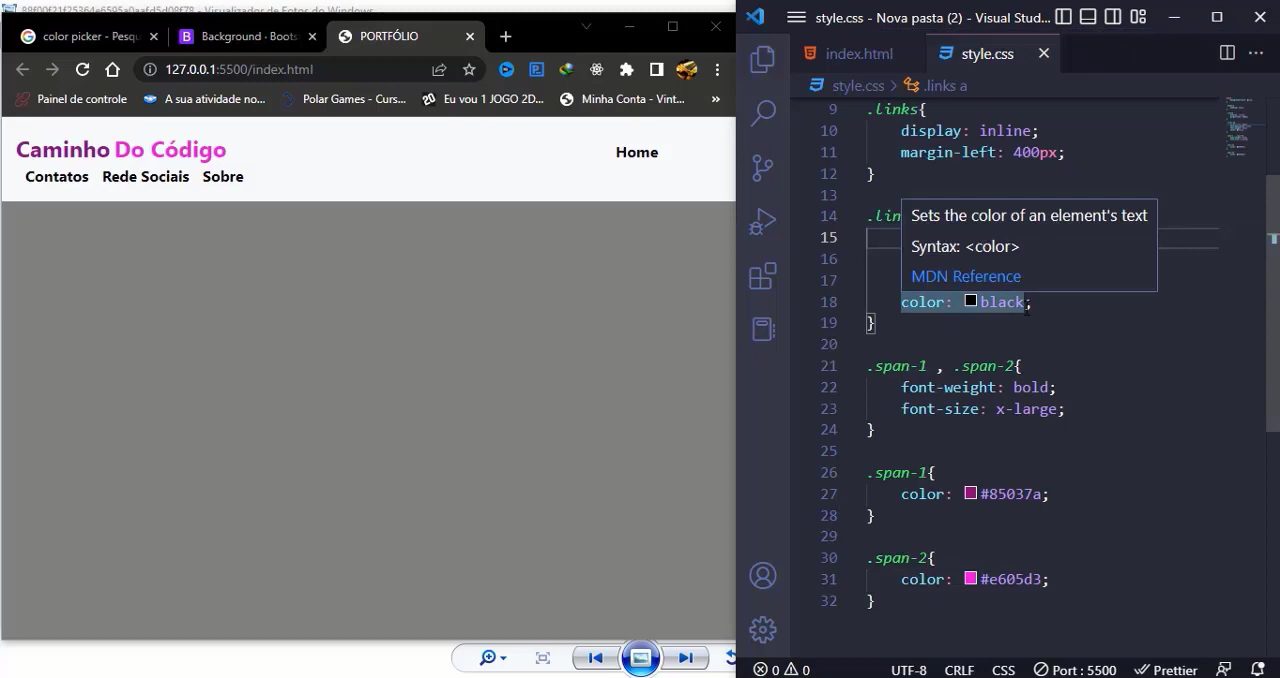 88f00f21f25364e6595a0aafd5d08f78 - Visualizador de Fotos do Windows
color picker - Pesqu
Background · Boots
PORTFÓLIO
127.0.0.1:5500/index.html
Painel de controle
A sua atividade no...
Polar Games - Curs...
Eu vou 1 JOGO 2D...
Minha Conta - Vint...
»
Caminho Do Código
Home
Contatos Rede Sociais Sobre
style.css - Nova pasta (2) - Visual Stud...
index.html
style.css
style.css > .links a
9 .links{
10 display: inline;
11 margin-left: 400px;
12 }
13
14 .lin
Sets the color of an element's text
15
Syntax: <color>
16
17
MDN Reference
18 color: black;
19 }
20
21 .span-1 , .span-2{
22 font-weight: bold;
23 font-size: x-large;
24 }
25
26 .span-1{
27 color: #85037a;
28 }
29
30 .span-2{
31 color: #e605d3;
32 }
0 0 UTF-8 CRLF CSS Port : 5500 Prettier